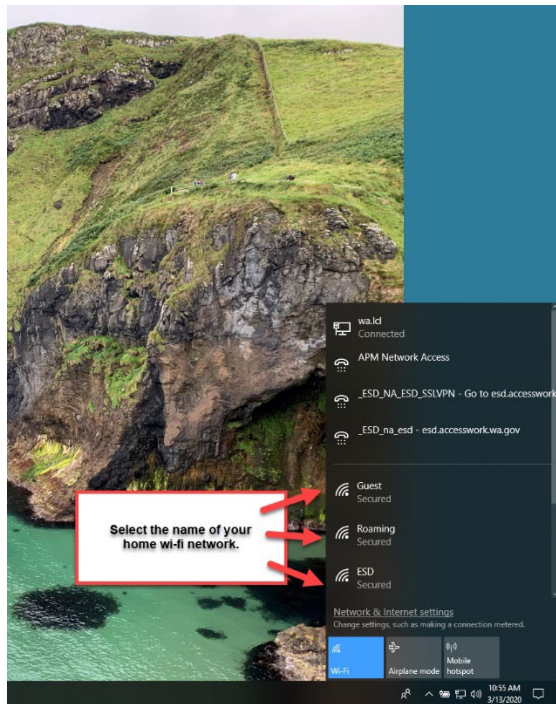 wa.lcl
Connected
APM Network Access
_ESD_NA_ESD_SSLVPN - Go to esd.accesswork
_ESD_na_esd - esd.accesswork.wa.gov
Guest
Secured
Select the name of your
home wi-fi network.
Roaming
Secured
ESD
Secured
Network & Internet settings
Change settings, such as making a connection metered.
Wi-Fi
Airplane mode
Mobile
hotspot
10:55 AM
3/13/2020